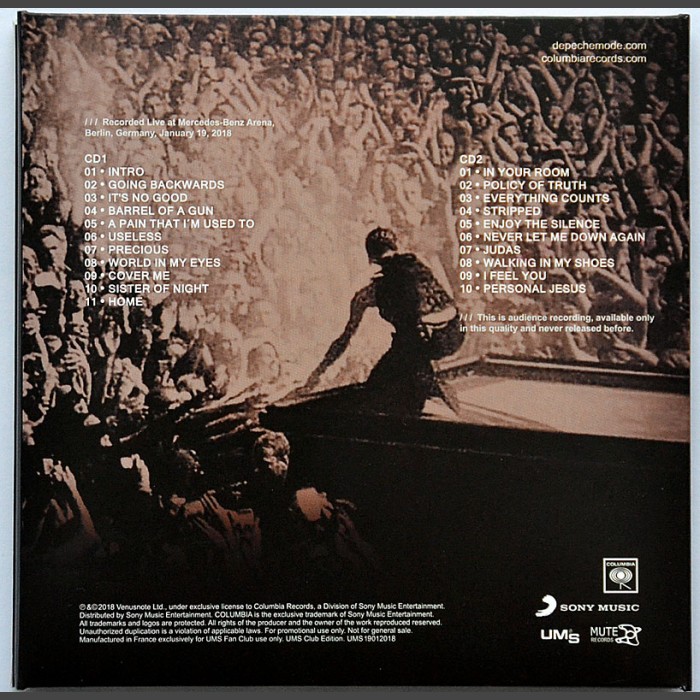 depechemode.com
columbiarecords.com
/// Recorded Live at Mercedes-Benz Arena,
Berlin, Germany, January 19, 2018
CD1
01 • INTRO
02 • GOING BACKWARDS
03 • IT'S NO GOOD
04 • BARREL OF A GUN
05 • A PAIN THAT I'M USED TO
06 • USELESS
07 • PRECIOUS
08 • WORLD IN MY EYES
09 • COVER ME
10 • SISTER OF NIGHT
11 • HOME
CD2
01 • IN YOUR ROOM
02 • POLICY OF TRUTH
03 • EVERYTHING COUNTS
04 • STRIPPED
05 • ENJOY THE SILENCE
06 • NEVER LET ME DOWN AGAIN
07 • JUDAS
08 • WALKING IN MY SHOES
09 • I FEEL YOU
10 • PERSONAL JESUS
/// This is audience recording, available only
in this quality and never released before.
℗ &© 2018 Venusnote Ltd., under exclusive license to Columbia Records, a Division of Sony Music Entertainment.
Distributed by Sony Music Entertainment. COLUMBIA is the exclusive trademark of Sony Music Entertainment.
All trademarks and logos are protected. All rights of the producer and the owner of the work reproduced reserved.
Unauthorized duplication is a violation of applicable laws. For promotional use only. Not for general sale.
Manufactured in France exclusively for UMS Fan Club use only. UMS Club Edition. UMS19012018
COLUMBIA
SONY MUSIC
UMS
MUTE
RECORDS